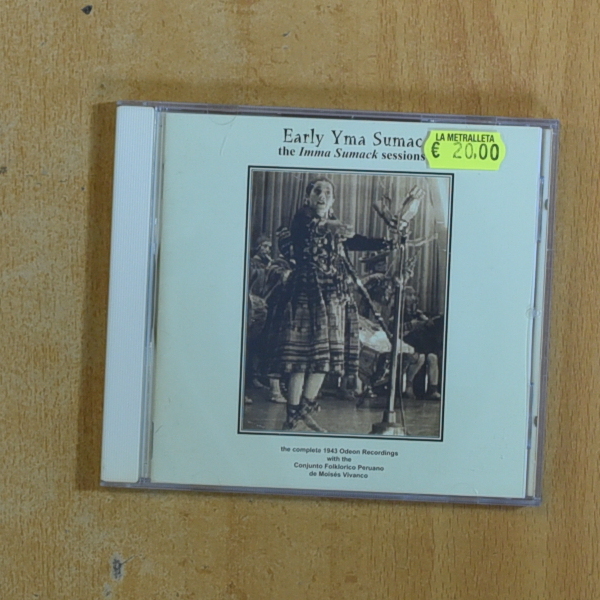 Early Yma Sumac
the Imma Sumack sessions
LA METRALLETA
€ 20.00
the complete 1943 Odeon Recordings
with the
Conjunto Folklorico Peruano
de Moisés Vivanco